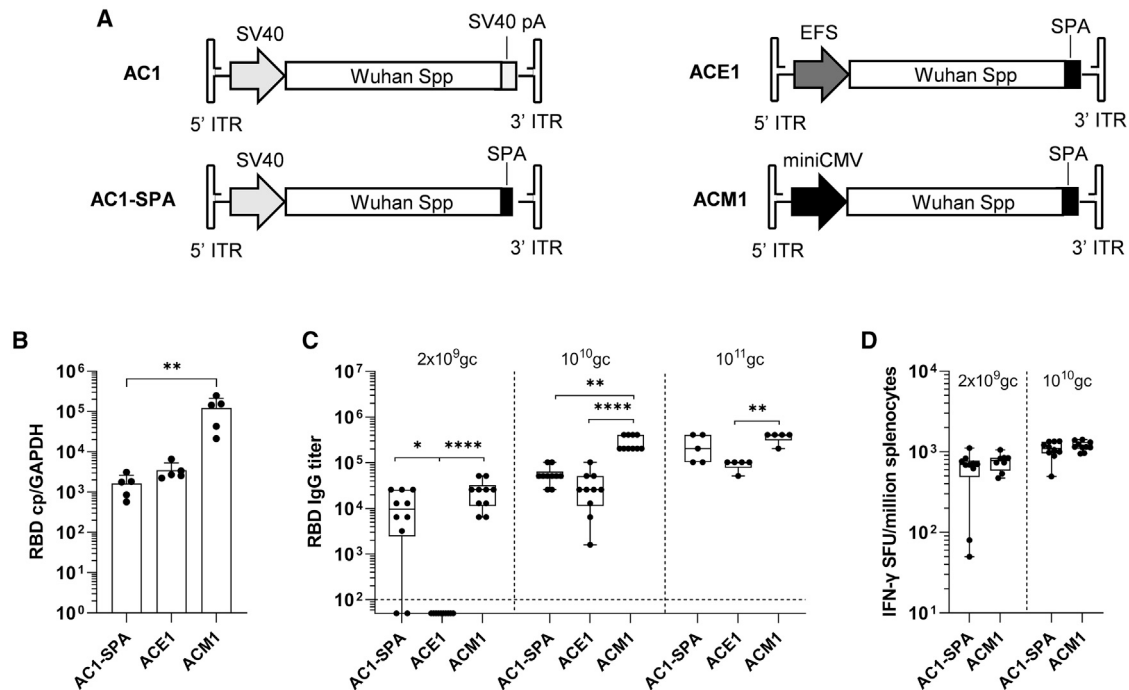 A
SV40
SV40 pA
AC1
Wuhan Spp
5’ ITR
3’ ITR
EFS
SPA
ACE1
Wuhan Spp
5’ ITR
3’ ITR
SV40
SPA
AC1-SPA
Wuhan Spp
5’ ITR
3’ ITR
miniCMV
SPA
ACM1
Wuhan Spp
5’ ITR
3’ ITR
B
RBD cp/GAPDH
10⁶
10⁵
10⁴
10³
10²
10¹
10⁰
**
AC1-SPA
ACE1
ACM1
C
RBD IgG titer
10⁷
10⁶
10⁵
10⁴
10³
10²
2x10⁹gc
10¹⁰gc
10¹¹gc
*
****
**
****
**
AC1-SPA
ACE1
ACM1
AC1-SPA
ACE1
ACM1
AC1-SPA
ACE1
ACM1
D
IFN-γ SFU/million splenocytes
10⁴
10³
10²
10¹
2x10⁹gc
10¹⁰gc
AC1-SPA
ACM1
AC1-SPA
ACM1